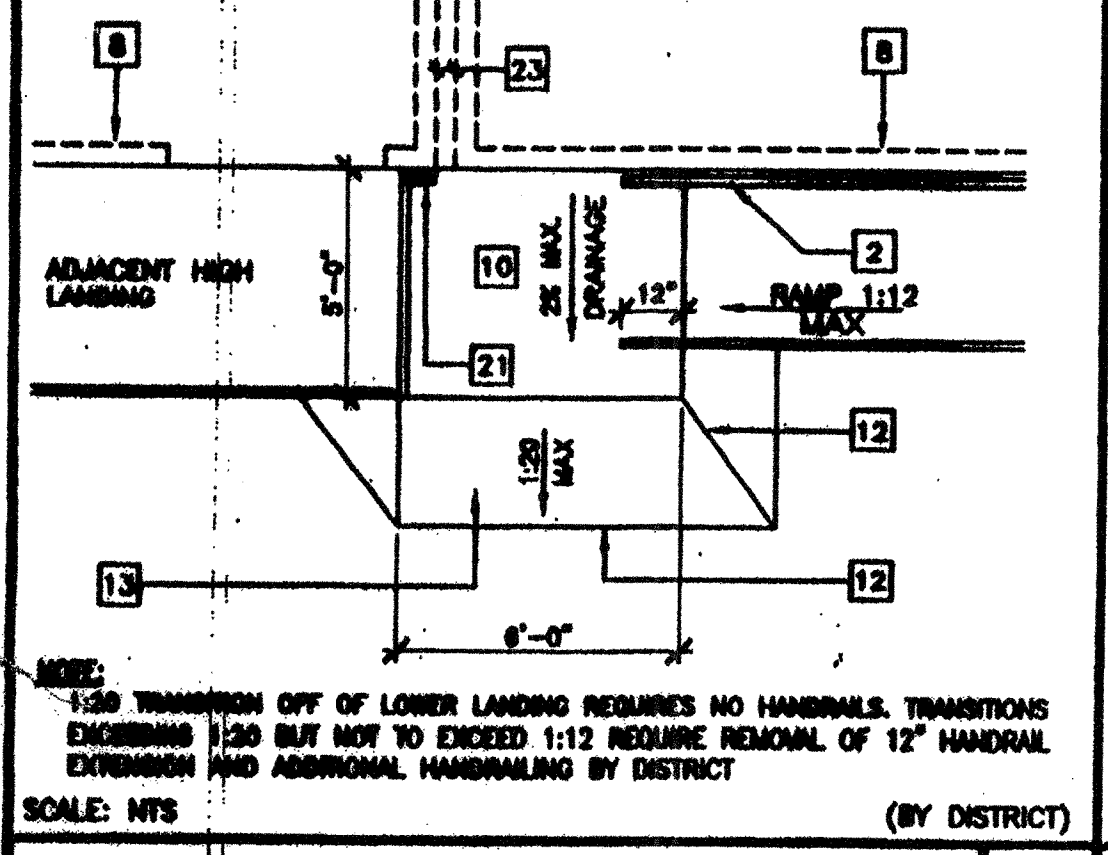 8
23
8
ADJACENT HIGH
LANDING
5'-0"
10
2% MAX.
DRAINAGE
12"
2
RAMP 1:12
MAX
21
1:20
MAX
12
13
12
6'-0"
NOTE:
1:20 TRANSITION OFF OF LOWER LANDING REQUIRES NO HANDRAILS. TRANSITIONS
EXCEEDING 1:20 BUT NOT TO EXCEED 1:12 REQUIRE REMOVAL OF 12" HANDRAIL
EXTENSION AND ADDITIONAL HANDRAILING BY DISTRICT
SCALE: NTS
(BY DISTRICT)